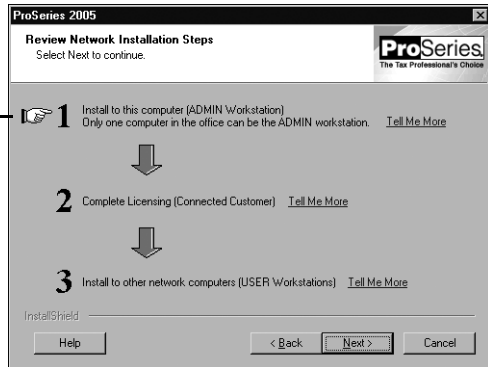 ProSeries 2005
Review Network Installation Steps
Select Next to continue.
ProSeries
The Tax Professional's Choice
1 Install to this computer (ADMIN Workstation)
Only one computer in the office can be the ADMIN workstation. Tell Me More
2 Complete Licensing (Connected Customer) Tell Me More
3 Install to other network computers (USER Workstations) Tell Me More
InstallShield
Help < Back Next > Cancel